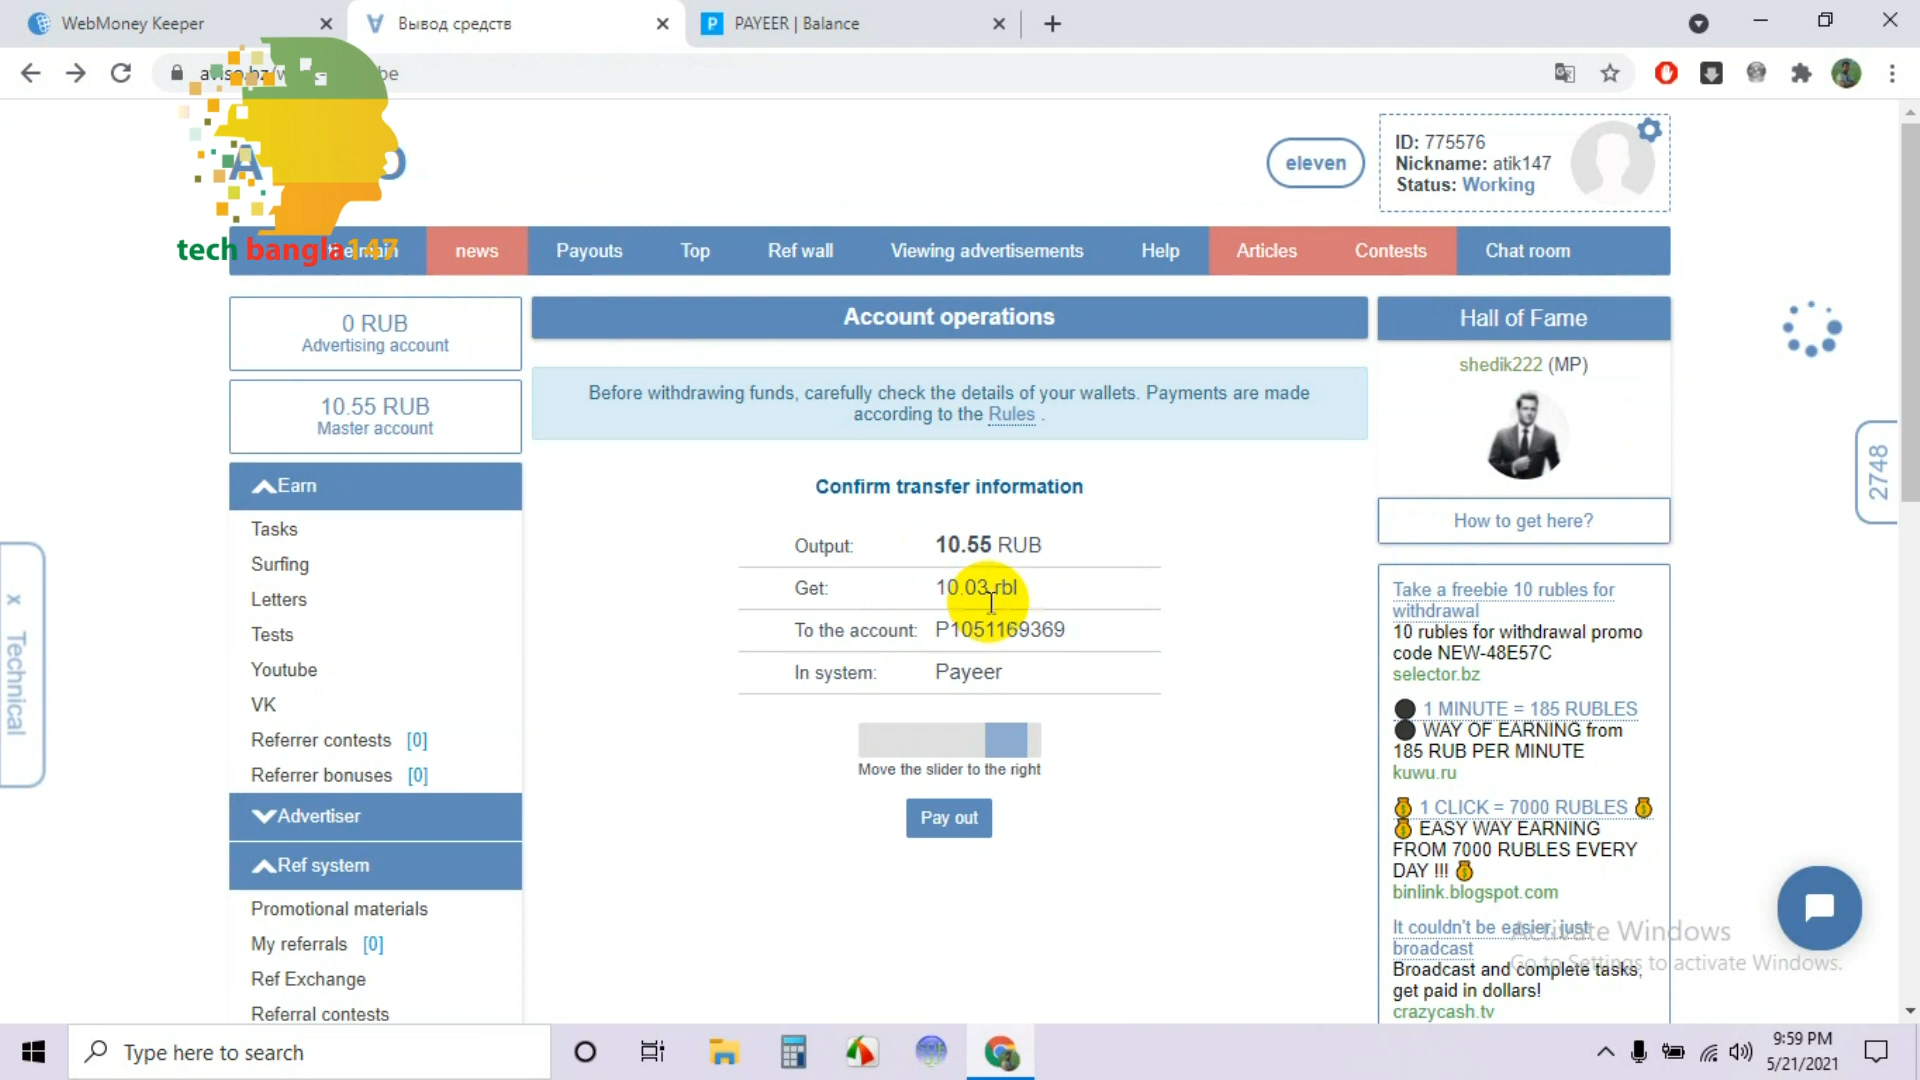 WebMoney Keeper
Вывод средств
PAYEER | Balance
tech bangla147
eleven
ID: 775576
Nickname: atik147
Status: Working
news
Payouts
Top
Ref wall
Viewing advertisements
Help
Articles
Contests
Chat room
0 RUB
Advertising account
10.55 RUB
Master account
Earn
Tasks
Surfing
Letters
Tests
Youtube
VK
Referrer contests [0]
Referrer bonuses [0]
Advertiser
Ref system
Promotional materials
My referrals [0]
Ref Exchange
Referral contests
x Technical
Account operations
Before withdrawing funds, carefully check the details of your wallets. Payments are made
according to the Rules .
Confirm transfer information
Output: 10.55 RUB
Get: 10.03 rbl
To the account: P1051169369
In system: Payeer
Move the slider to the right
Pay out
Hall of Fame
shedik222 (MP)
How to get here?
Take a freebie 10 rubles for
withdrawal
10 rubles for withdrawal promo
code NEW-48E57C
selector.bz
1 MINUTE = 185 RUBLES
WAY OF EARNING from
185 RUB PER MINUTE
kuwu.ru
1 CLICK = 7000 RUBLES
EASY WAY EARNING
FROM 7000 RUBLES EVERY
DAY !!!
binlink.blogspot.com
It couldn't be easier, just
broadcast
Broadcast and complete tasks,
get paid in dollars!
crazycash.tv
2748
Activate Windows
Go to Settings to activate Windows.
Type here to search
9:59 PM
5/21/2021